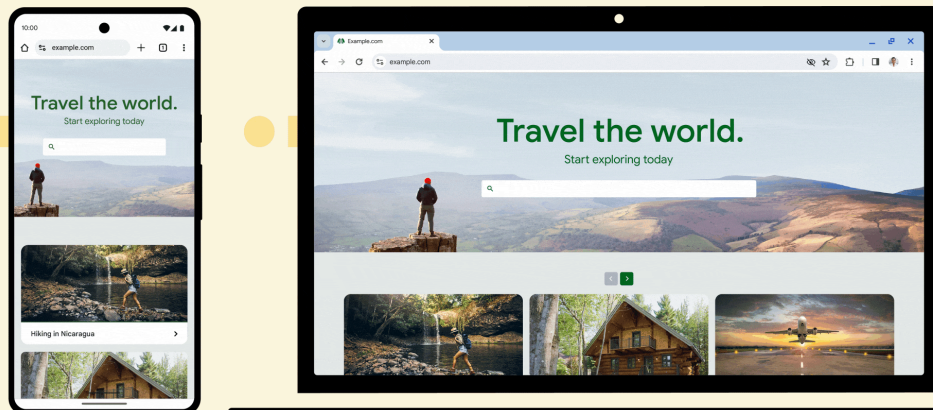 10:00
example.com
1
Travel the world.
Start exploring today
Hiking in Nicaragua
Example.com
example.com
Travel the world.
Start exploring today